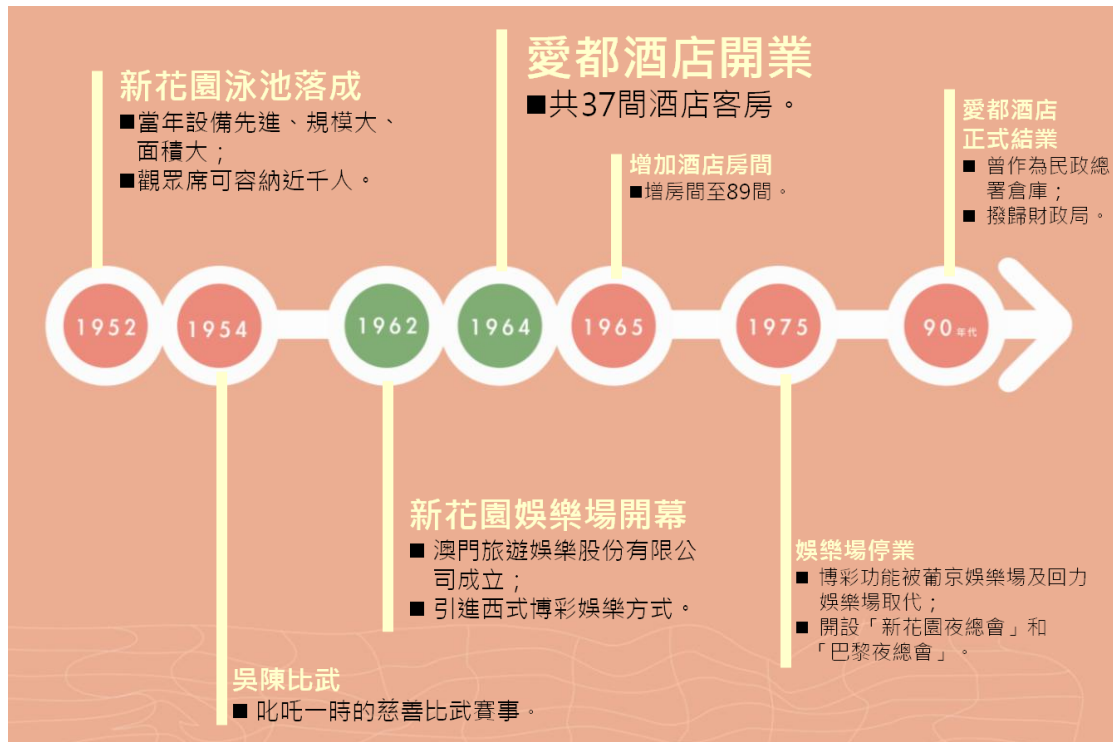 新花園泳池落成
■當年設備先進、規模大、
面積大；
■觀眾席可容納近千人。
愛都酒店開業
■共37間酒店客房。
增加酒店房間
■增房間至89間。
愛都酒店
正式結業
■ 曾作為民政總
署倉庫；
■ 撥歸財政局。
1952
1954
1962
1964
1965
1975
90年代
吳陳比武
■ 叱吒一時的慈善比武賽事。
新花園娛樂場開幕
■ 澳門旅遊娛樂股份有限公
司成立；
■ 引進西式博彩娛樂方式。
娛樂場停業
■ 博彩功能被葡京娛樂場及回力
娛樂場取代；
■ 開設「新花園夜總會」和
「巴黎夜總會」。